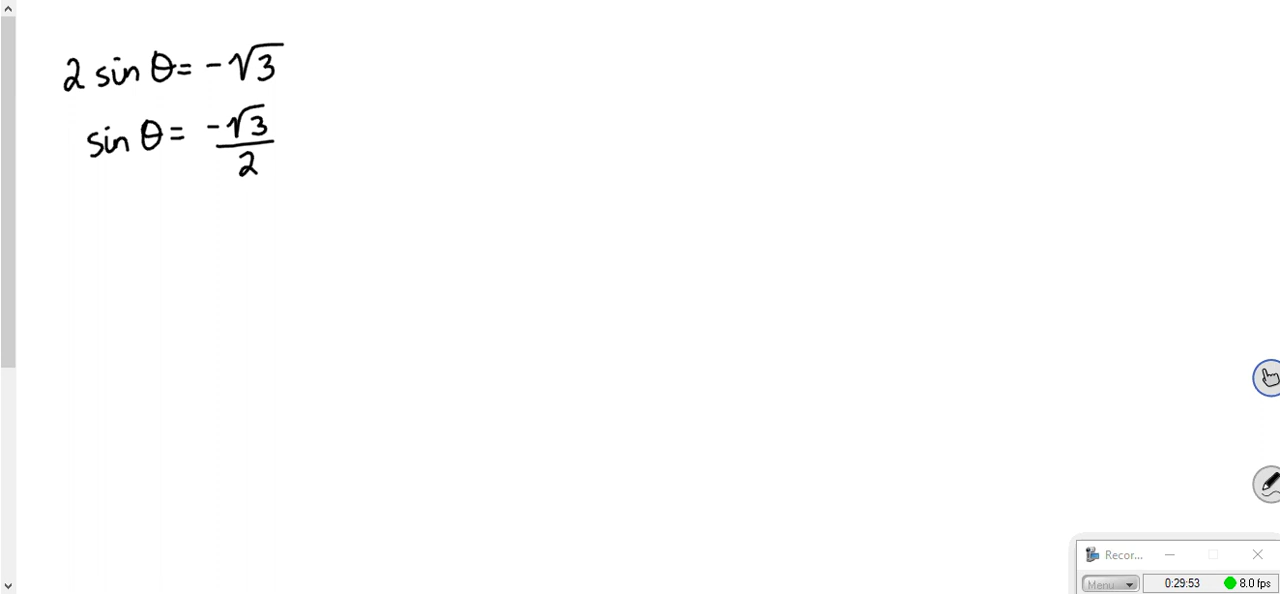 2 sin θ = -√3
sin θ = -√3/2
Recor...
Menu
0:29:53
8.0 fps